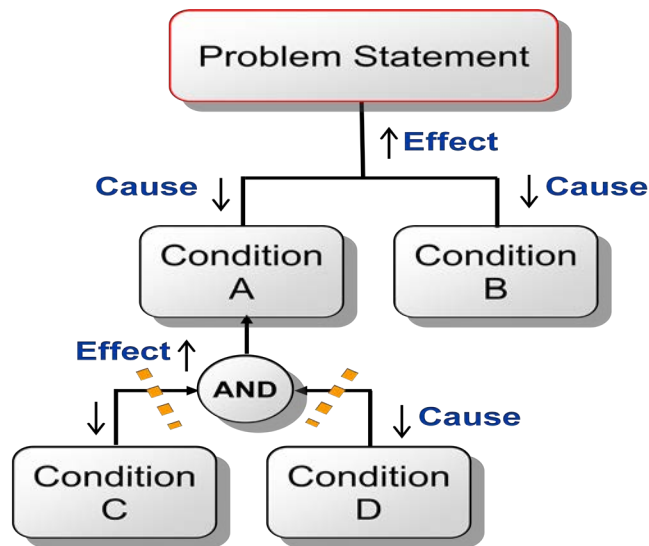 Problem Statement
↑ Effect
Cause ↓
↓ Cause
Condition
A
Condition
B
Effect ↑
AND
↓
↓ Cause
Condition
C
Condition
D